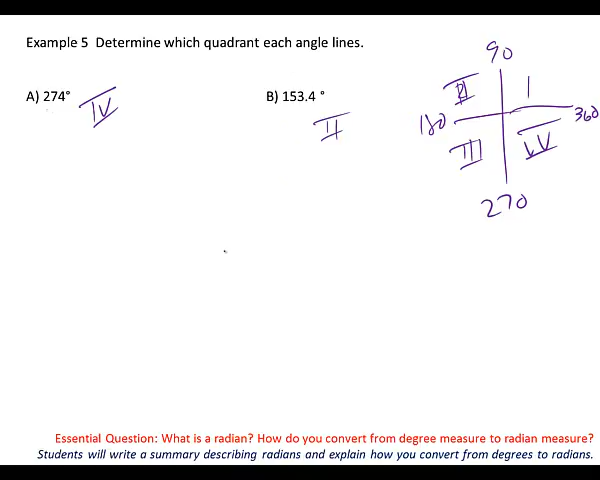 Example 5 Determine which quadrant each angle lines.
90
A) 274°
IV
B) 153.4 °
II
II
I
180
360
III
IV
270
Essential Question: What is a radian? How do you convert from degree measure to radian measure?
Students will write a summary describing radians and explain how you convert from degrees to radians.